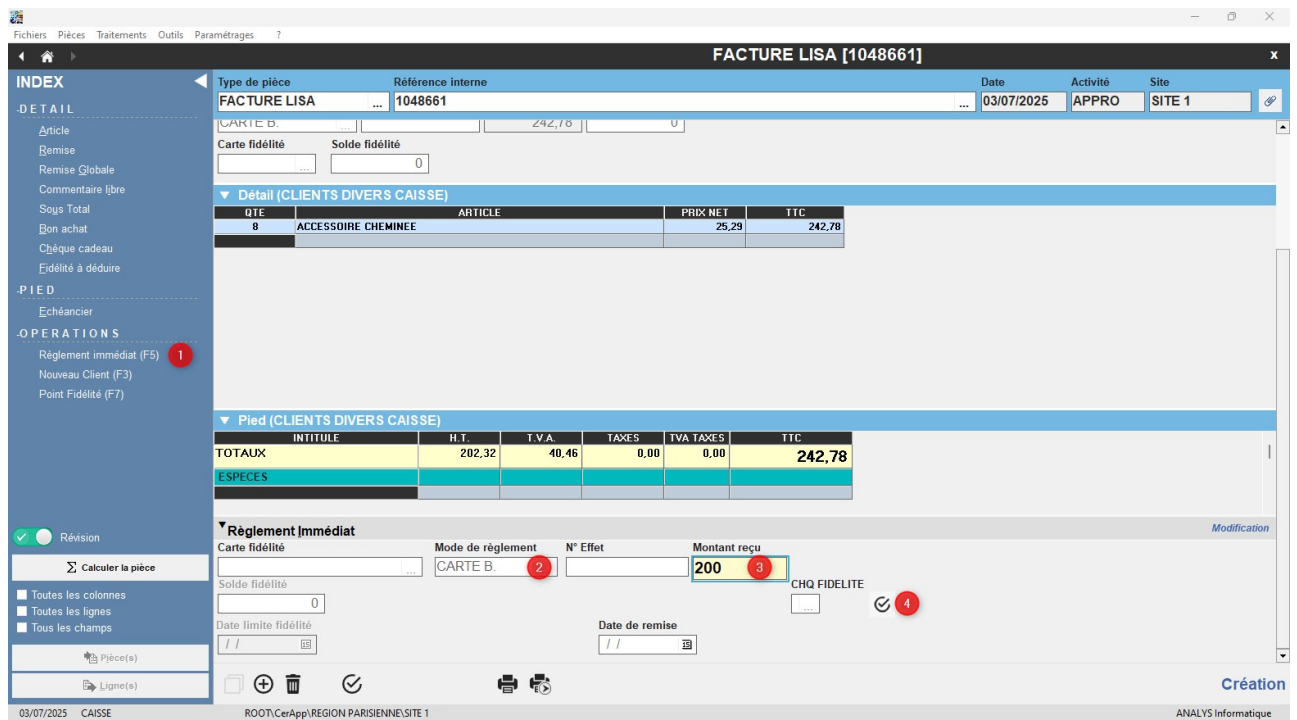 Fichiers Pièces Traitements Outils Paramétrages ?
FACTURE LISA [1048661] x
INDEX
-DETAIL
Article
Remise
Remise Globale
Commentaire libre
Sous Total
Bon achat
Chèque cadeau
Fidélité à déduire
-PIED
Echéancier
-OPERATIONS
Règlement immédiat (F5) 1
Nouveau Client (F3)
Point Fidélité (F7)
Révision
Σ Calculer la pièce
Toutes les colonnes
Toutes les lignes
Tous les champs
Pièce(s)
Ligne(s)
Type de pièce Référence interne Date Activité Site
FACTURE LISA ... 1048661 ... 03/07/2025 APPRO SITE 1
CARTE B. ... 242,78 0
Carte fidélité Solde fidélité
... 0
Détail (CLIENTS DIVERS CAISSE)
QTE ARTICLE PRIX NET TTC
8 ACCESSOIRE CHEMINEE 25,29 242,78
Pied (CLIENTS DIVERS CAISSE)
INTITULE H.T. T.V.A. TAXES TVA TAXES TTC
TOTAUX 202,32 40,46 0,00 0,00 242,78
ESPECES
Règlement Immédiat Modification
Carte fidélité Mode de règlement N° Effet Montant reçu
... CARTE B. 2 200 3
Solde fidélité CHQ FIDELITE
0 ... 4
Date limite fidélité Date de remise
/ / 15 / / 15
Création
03/07/2025 CAISSE ROOT\CerApp\REGION PARISIENNE\SITE 1 ANALYS Informatique